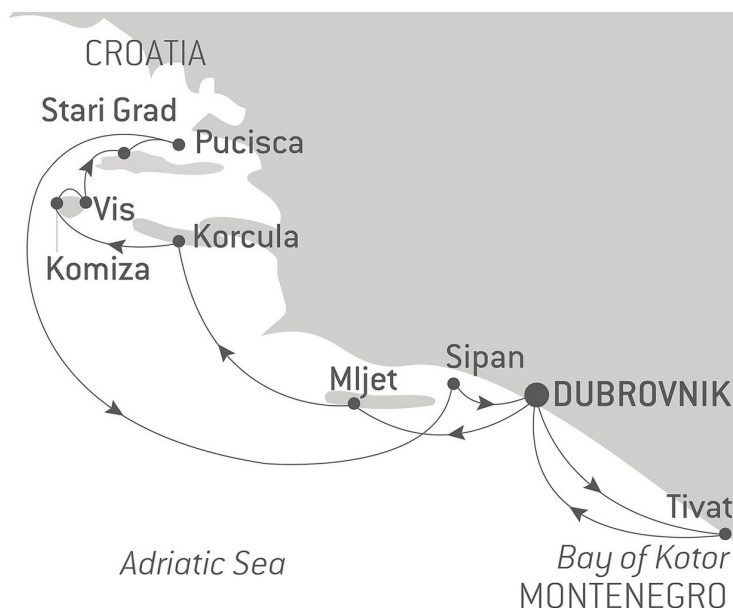 CROATIA
Stari Grad
Pucisca
Vis
Korcula
Komiza
Sipan
Mljet
DUBROVNIK
Tivat
Adriatic Sea
Bay of Kotor
MONTENEGRO